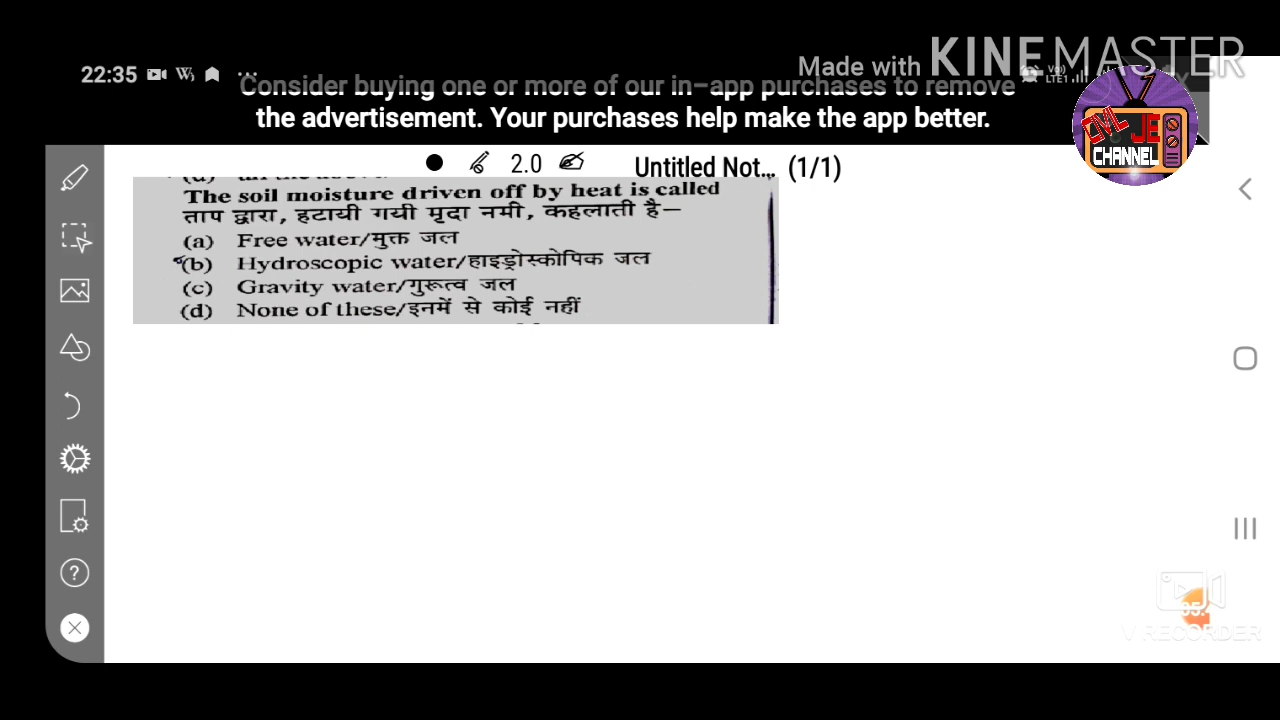 Made with KINEMASTER
22:35
Consider buying one or more of our in-app purchases to remove
the advertisement. Your purchases help make the app better.
OVL JE
CHANNEL
2.0 Untitled Not... (1/1)
The soil moisture driven off by heat is called
ताप द्वारा, हटायी गयी मृदा नमी, कहलाती है—
(a) Free water/मुक्त जल
(b) Hydroscopic water/हाइड्रोस्कोपिक जल
(c) Gravity water/गुरूत्व जल
(d) None of these/इनमें से कोई नहीं
RECORDER